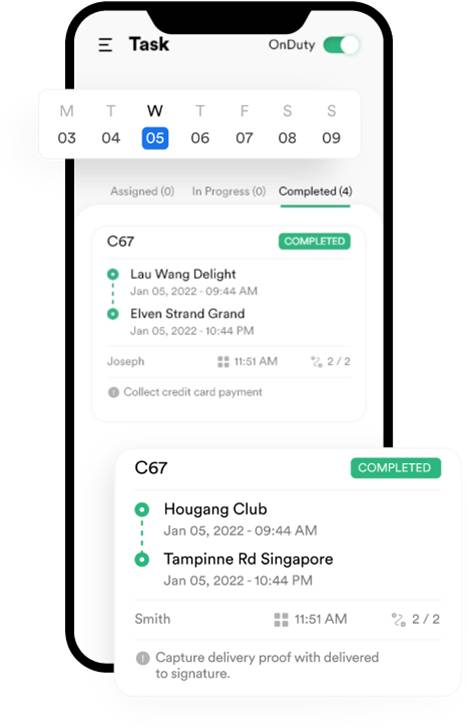 Task
OnDuty
M T W T F S S
03 04 05 06 07 08 09
Assigned (0) In Progress (0) Completed (4)
C67 COMPLETED
Lau Wang Delight
Jan 05, 2022 - 09:44 AM
Elven Strand Grand
Jan 05, 2022 - 10:44 PM
Joseph 11:51 AM 2 / 2
Collect credit card payment
C67 COMPLETED
Hougang Club
Jan 05, 2022 - 09:44 AM
Tampinne Rd Singapore
Jan 05, 2022 - 10:44 PM
Smith 11:51 AM 2 / 2
Capture delivery proof with delivered
to signature.